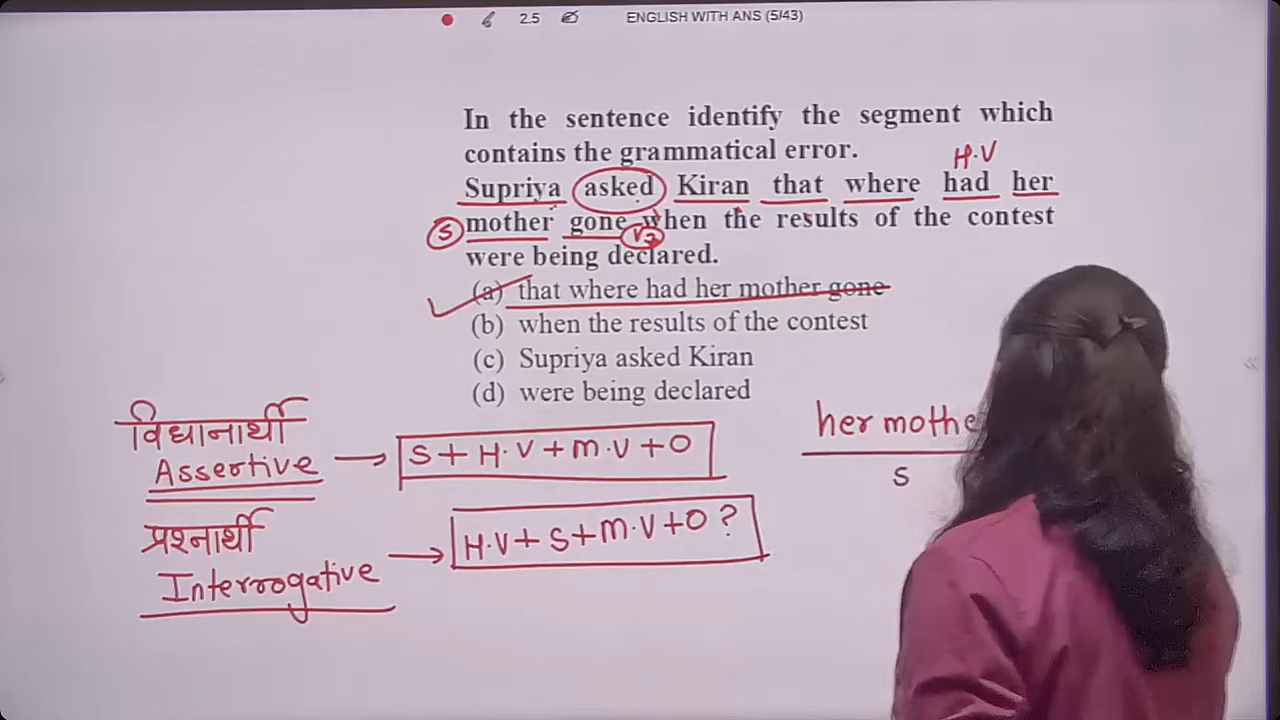 2.5 ENGLISH WITH ANS (5/43)
In the sentence identify the segment which
contains the grammatical error.
H.V
Supriya asked Kiran that where had her
S mother gone when the results of the contest
V3
were being declared.
(a) that where had her mother gone
(b) when the results of the contest
(c) Supriya asked Kiran
(d) were being declared
विधानार्थी
Assertive → S + H.V + M.V + O
her mothe
S
प्रश्नार्थी
Interrogative → H.V + S + M.V + O ?